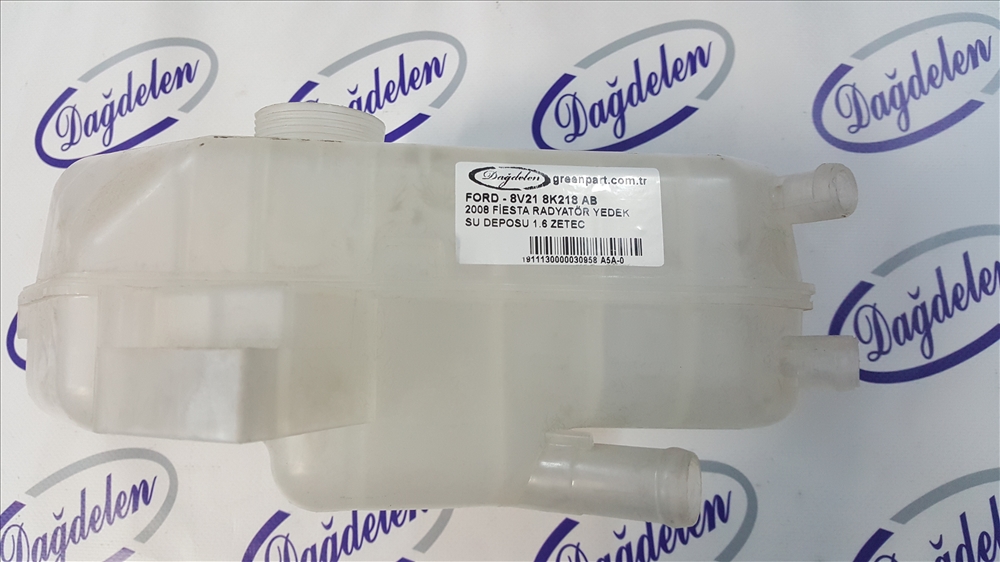 Dağdelen
Dağdelen
Dağdelen
Dağdelen
Dağdelen greenpart.com.tr
FORD - 8V21 8K218 AB
2008 FİESTA RADYATÖR YEDEK
SU DEPOSU 1.6 ZETEC
1911130000030958 A5A-0
Dağdelen
Dağdelen
Dağdelen
Dağdelen
Dağdelen